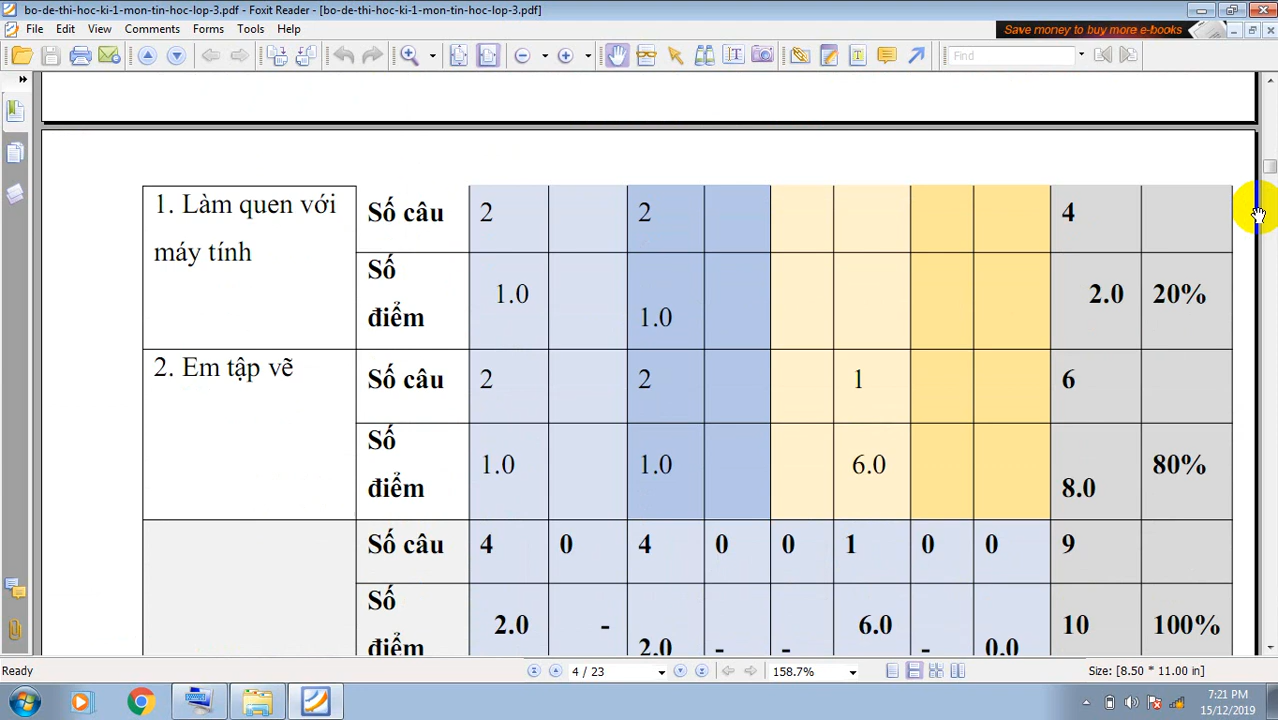 bo-de-thi-hoc-ki-1-mon-tin-hoc-lop-3.pdf - Foxit Reader - [bo-de-thi-hoc-ki-1-mon-tin-hoc-lop-3.pdf]
File Edit View Comments Forms Tools Help
Save money to buy more e-books
Find
1. Làm quen với máy tính
Số câu 2 2 4
Số điểm 1.0 1.0 2.0 20%
2. Em tập vẽ
Số câu 2 2 1 6
Số điểm 1.0 1.0 6.0 8.0 80%
Số câu 4 0 4 0 0 1 0 0 9
Số điểm 2.0 - 2.0 - - 6.0 - 0.0 10 100%
Ready
4 / 23
158.7%
Size: [8.50 * 11.00 in]
7:21 PM
15/12/2019